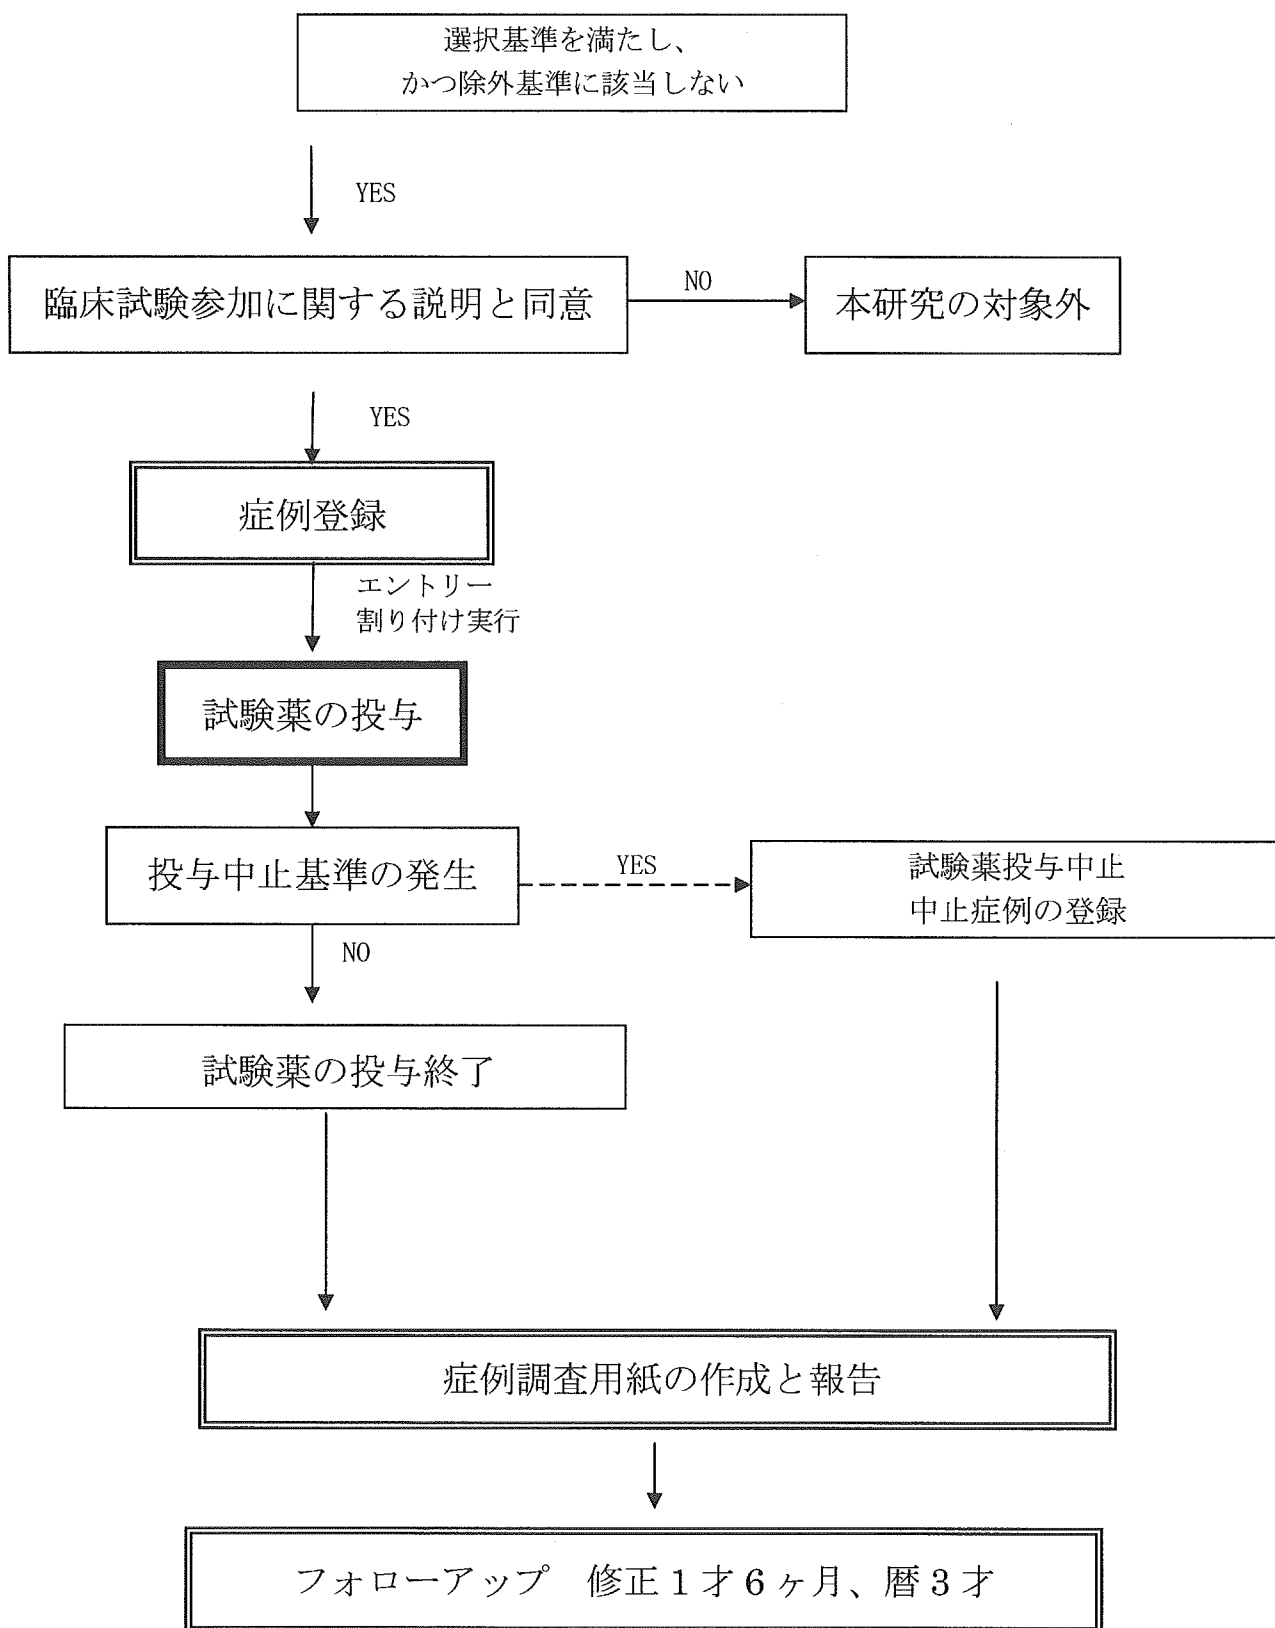 選択基準を満たし、
かつ除外基準に該当しない
YES
臨床試験参加に関する説明と同意
NO
本研究の対象外
YES
症例登録
エントリー
割り付け実行
試験薬の投与
投与中止基準の発生
YES
試験薬投与中止
中止症例の登録
NO
試験薬の投与終了
症例調査用紙の作成と報告
フォローアップ　修正1才6ヶ月、暦3才